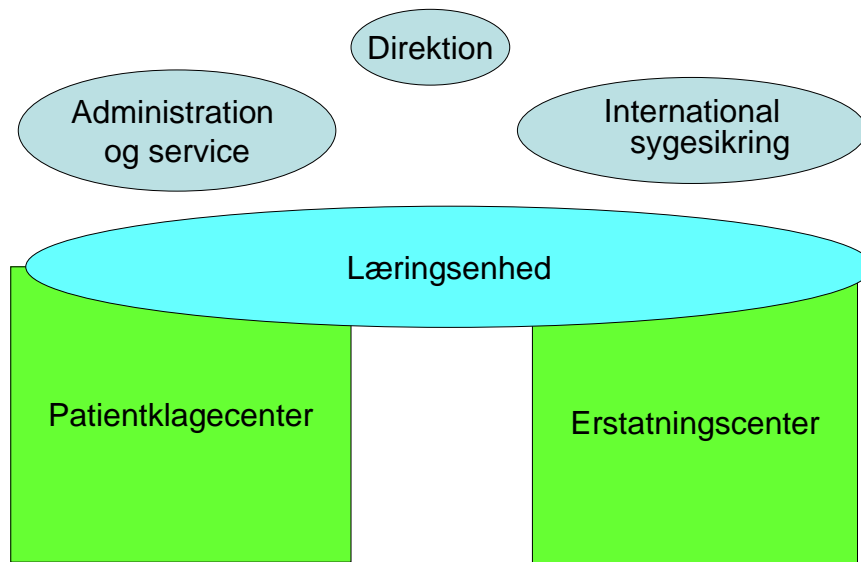 Direktion
Administration
og service
International
sygesikring
Læringsenhed
Patientklagecenter
Erstatningscenter